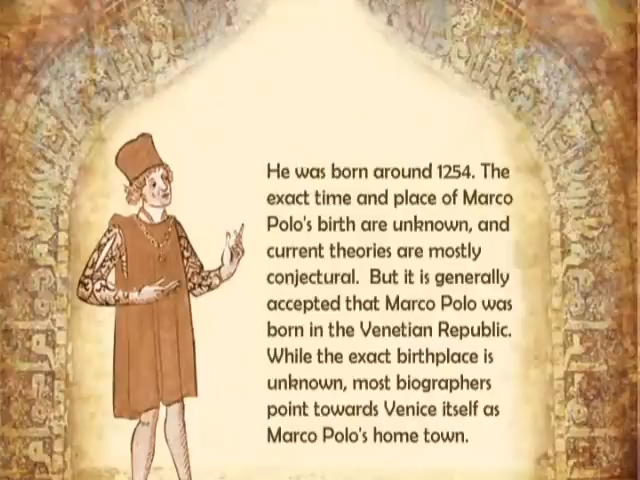 He was born around 1254. The
exact time and place of Marco
Polo's birth are unknown, and
current theories are mostly
conjectural. But it is generally
accepted that Marco Polo was
born in the Venetian Republic.
While the exact birthplace is
unknown, most biographers
point towards Venice itself as
Marco Polo's home town.